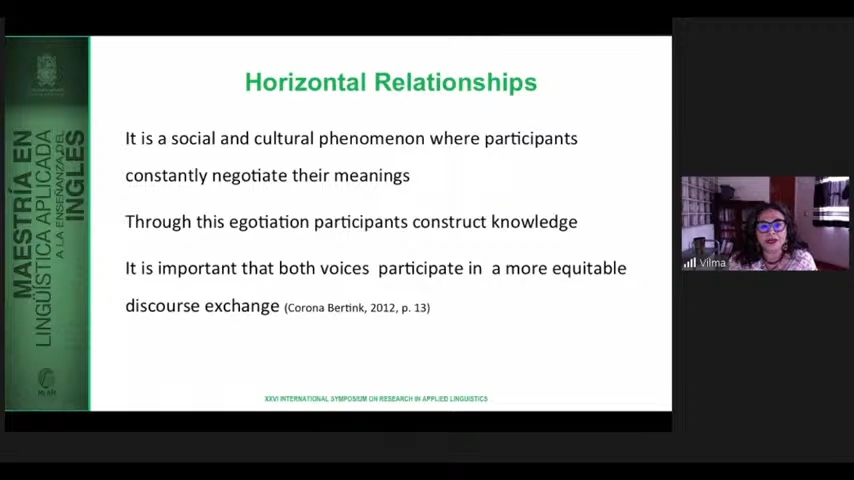 Horizontal Relationships
It is a social and cultural phenomenon where participants
constantly negotiate their meanings
Through this egotiation participants construct knowledge
It is important that both voices participate in a more equitable
discourse exchange (Corona Bertink, 2012, p. 13)
XXVI INTERNATIONAL SYMPOSIUM ON RESEARCH IN APPLIED LINGUISTICS
MAESTRÍA EN
LINGÜÍSTICA APLICADA
A LA ENSEÑANZA DEL
INGLÉS
Vilma